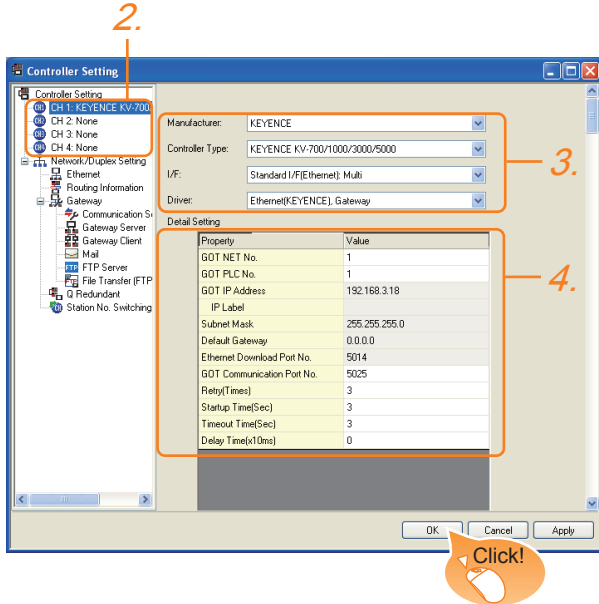 2.
Controller Setting
Controller Setting
CH 1: KEYENCE KV-700
CH 2: None
CH 3: None
CH 4: None
Network/Duplex Setting
Ethernet
Routing Information
Gateway
Communication S
Gateway Server
Gateway Client
Mail
FTP Server
File Transfer (FTP
Q Redundant
Station No. Switching
Manufacturer: KEYENCE
Controller Type: KEYENCE KV-700/1000/3000/5000
I/F: Standard I/F(Ethernet): Multi
Driver: Ethernet(KEYENCE), Gateway
3.
Detail Setting
Property Value
GOT NET No. 1
GOT PLC No. 1
GOT IP Address 192.168.3.18
IP Label
Subnet Mask 255.255.255.0
Default Gateway 0.0.0.0
Ethernet Download Port No. 5014
GOT Communication Port No. 5025
Retry(Times) 3
Startup Time(Sec) 3
Timeout Time(Sec) 3
Delay Time(x10ms) 0
4.
OK Cancel Apply
Click!